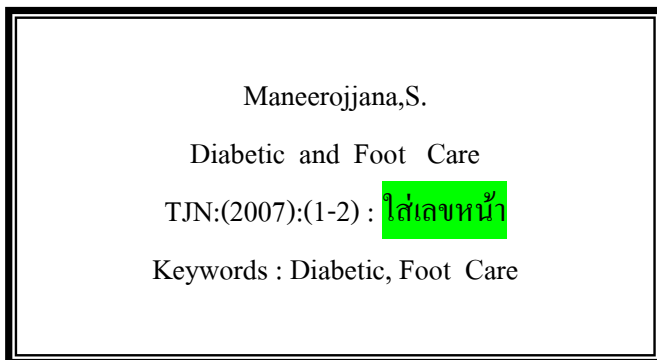 Maneerojjana,S.
Diabetic and Foot Care
TJN:(2007):(1-2) : ใส่เลขหน้า
Keywords : Diabetic, Foot Care